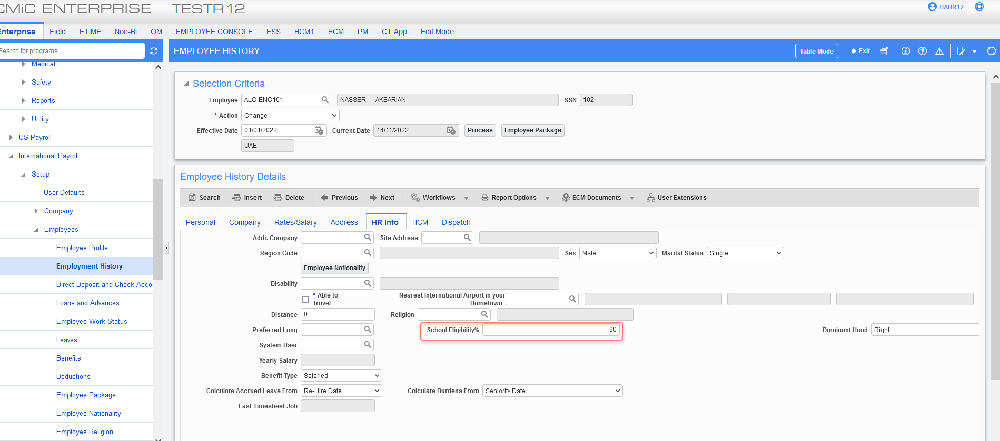 CMiC ENTERPRISE TESTR12 HADR12
Enterprise Field ETIME Non-BI OM EMPLOYEE CONSOLE ESS HCM1 HCM PM CT App Edit Mode
Search for programs...
EMPLOYEE HISTORY Table Mode Exit
Medical
Safety
Reports
Utility
US Payroll
International Payroll
Setup
User Defaults
Company
Employees
Employee Profile
Employment History
Direct Deposit and Check Acco
Loans and Advances
Employee Work Status
Leaves
Benefits
Deductions
Employee Package
Employee Nationality
Employee Religion
Selection Criteria
Employee ALC-ENG101 NASSER AKBARIAN SSN 102--
* Action Change
Effective Date 01/01/2022 Current Date 14/11/2022 Process Employee Package
UAE
Employee History Details
Search Insert Delete Previous Next Workflows Report Options ECM Documents User Extensions
Personal Company Rates/Salary Address HR Info HCM Dispatch
Addr. Company Site Address
Region Code Sex Male Marital Status Single
Employee Nationality
Disability
* Able to Travel Nearest International Airport in your Hometown
Distance 0 Religion
Preferred Lang School Eligibility% 90 Dominant Hand Right
System User
Yearly Salary
Benefit Type Salaried
Calculate Accrued Leave From Re-Hire Date Calculate Burdens From Seniority Date
Last Timesheet Job